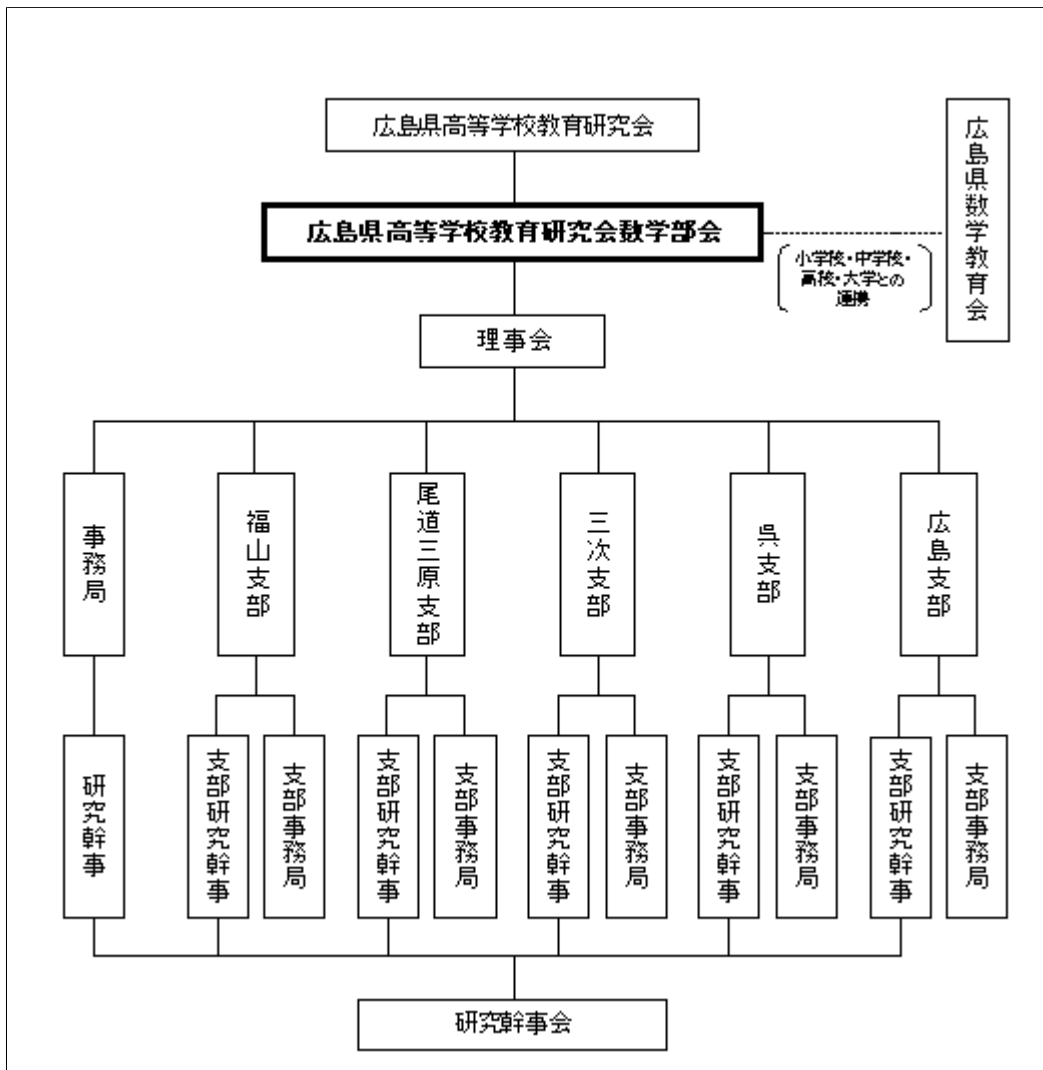 広島県高等学校教育研究会
広島県数学教育会
広島県高等学校教育研究会数学部会
小学校・中学校・
高校・大学との
連携
理事会
事務局
福山支部
尾道三原支部
三次支部
呉支部
広島支部
研究幹事
支部研究幹事
支部事務局
支部研究幹事
支部事務局
支部研究幹事
支部事務局
支部研究幹事
支部事務局
支部研究幹事
支部事務局
研究幹事会